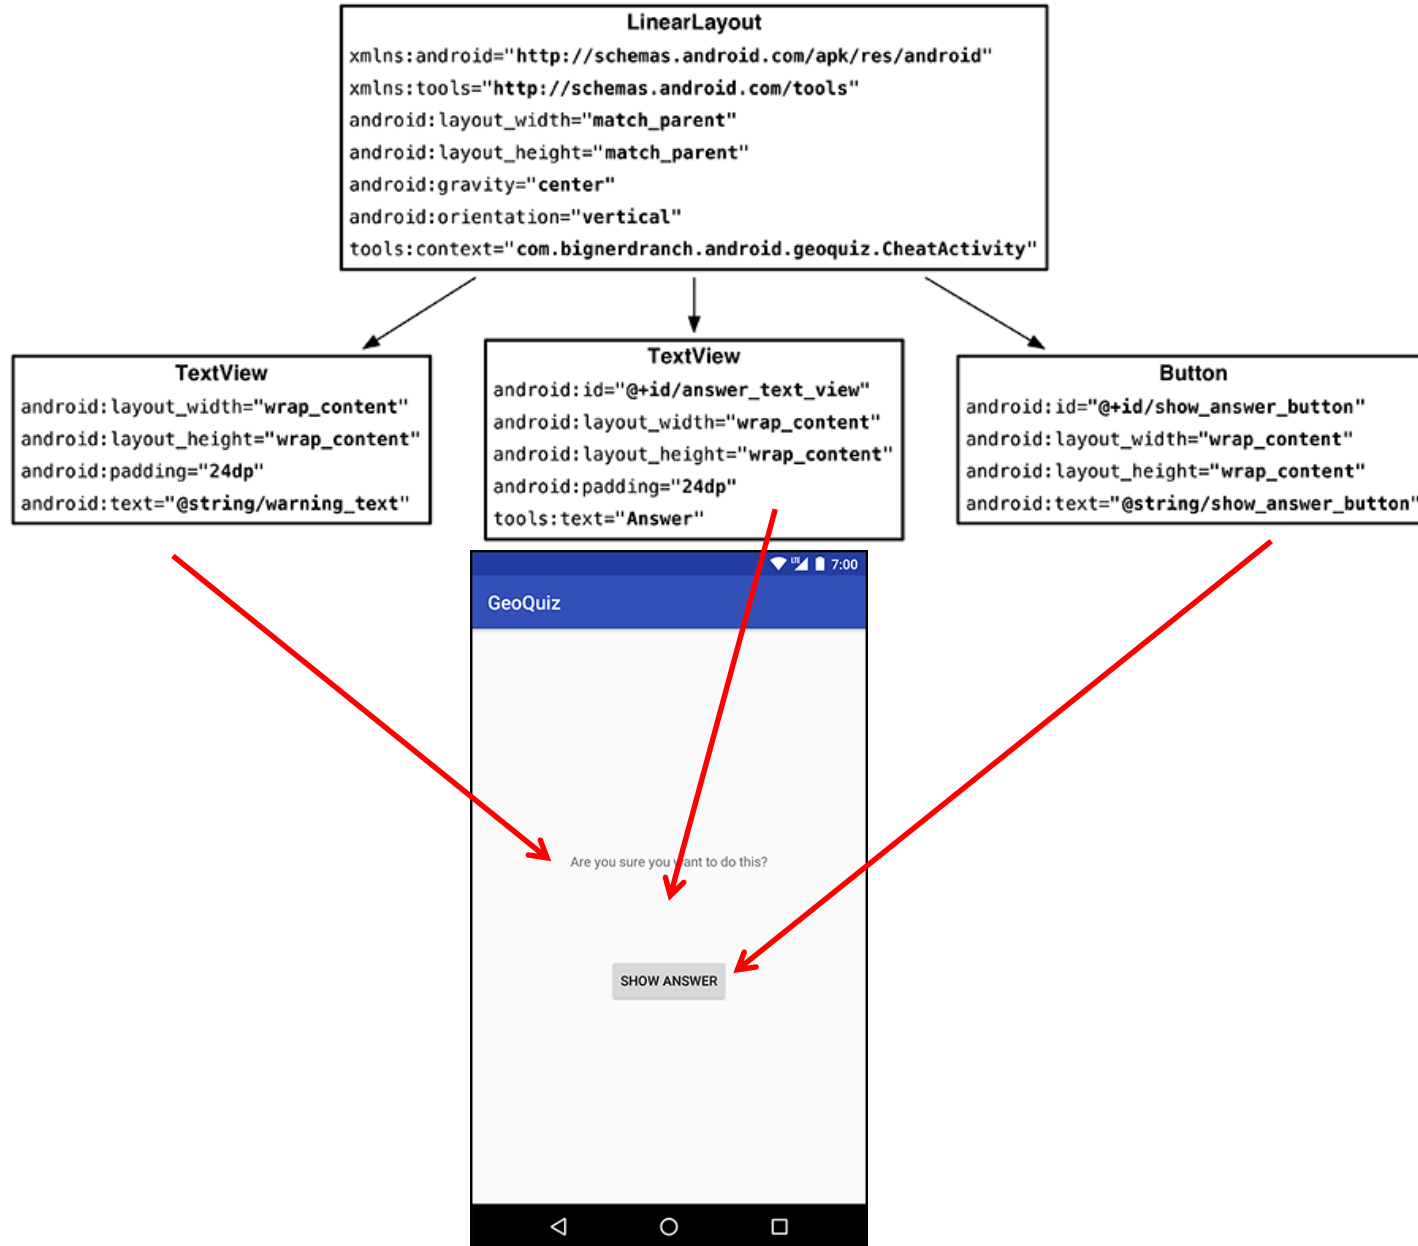 LinearLayout
xmlns:android="http://schemas.android.com/apk/res/android"
xmlns:tools="http://schemas.android.com/tools"
android:layout_width="match_parent"
android:layout_height="match_parent"
android:gravity="center"
android:orientation="vertical"
tools:context="com.bignerdranch.android.geoquiz.CheatActivity"
TextView
android:layout_width="wrap_content"
android:layout_height="wrap_content"
android:padding="24dp"
android:text="@string/warning_text"
TextView
android:id="@+id/answer_text_view"
android:layout_width="wrap_content"
android:layout_height="wrap_content"
android:padding="24dp"
tools:text="Answer"
Button
android:id="@+id/show_answer_button"
android:layout_width="wrap_content"
android:layout_height="wrap_content"
android:text="@string/show_answer_button"
LTE 7:00
GeoQuiz
Are you sure you want to do this?
SHOW ANSWER